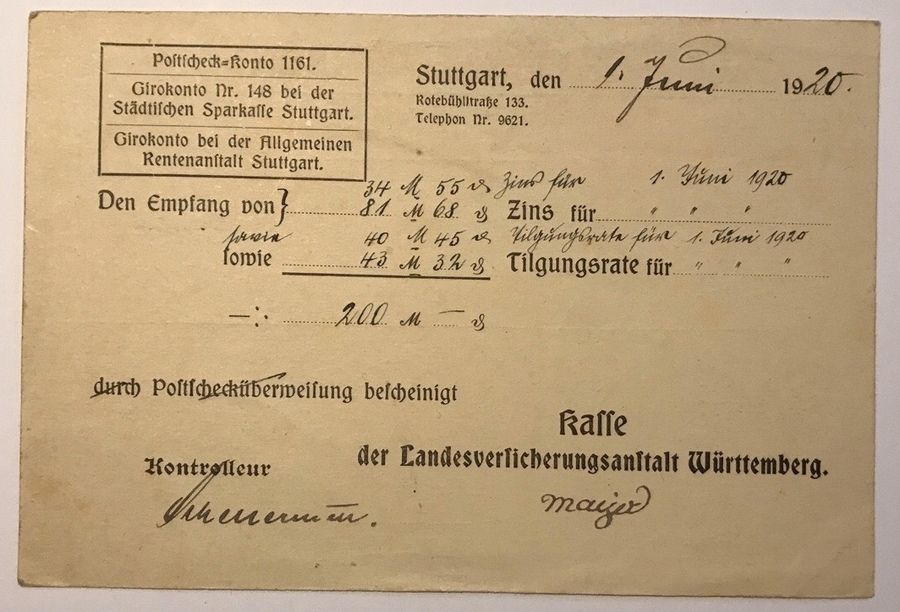 Postscheck-Konto 1161.
Girokonto Nr. 148 bei der
Städtischen Sparkasse Stuttgart.
Girokonto bei der Allgemeinen
Rentenanstalt Stuttgart.
Stuttgart, den 1. Juni 1920.
Rotebühlstraße 133.
Telephon Nr. 9621.
34 M 55 ₰ Zins für 1. Juni 1920
Den Empfang von } 81 M 68 ₰ Zins für " " "
sowie 40 M 45 ₰ Tilgungsrate für 1. Juni 1920
sowie 43 M 32 ₰ Tilgungsrate für " " "
—: 200 M — ₰
durch Postschecküberweisung bescheinigt
Kasse
der Landesversicherungsanstalt Württemberg.
Kontrolleur